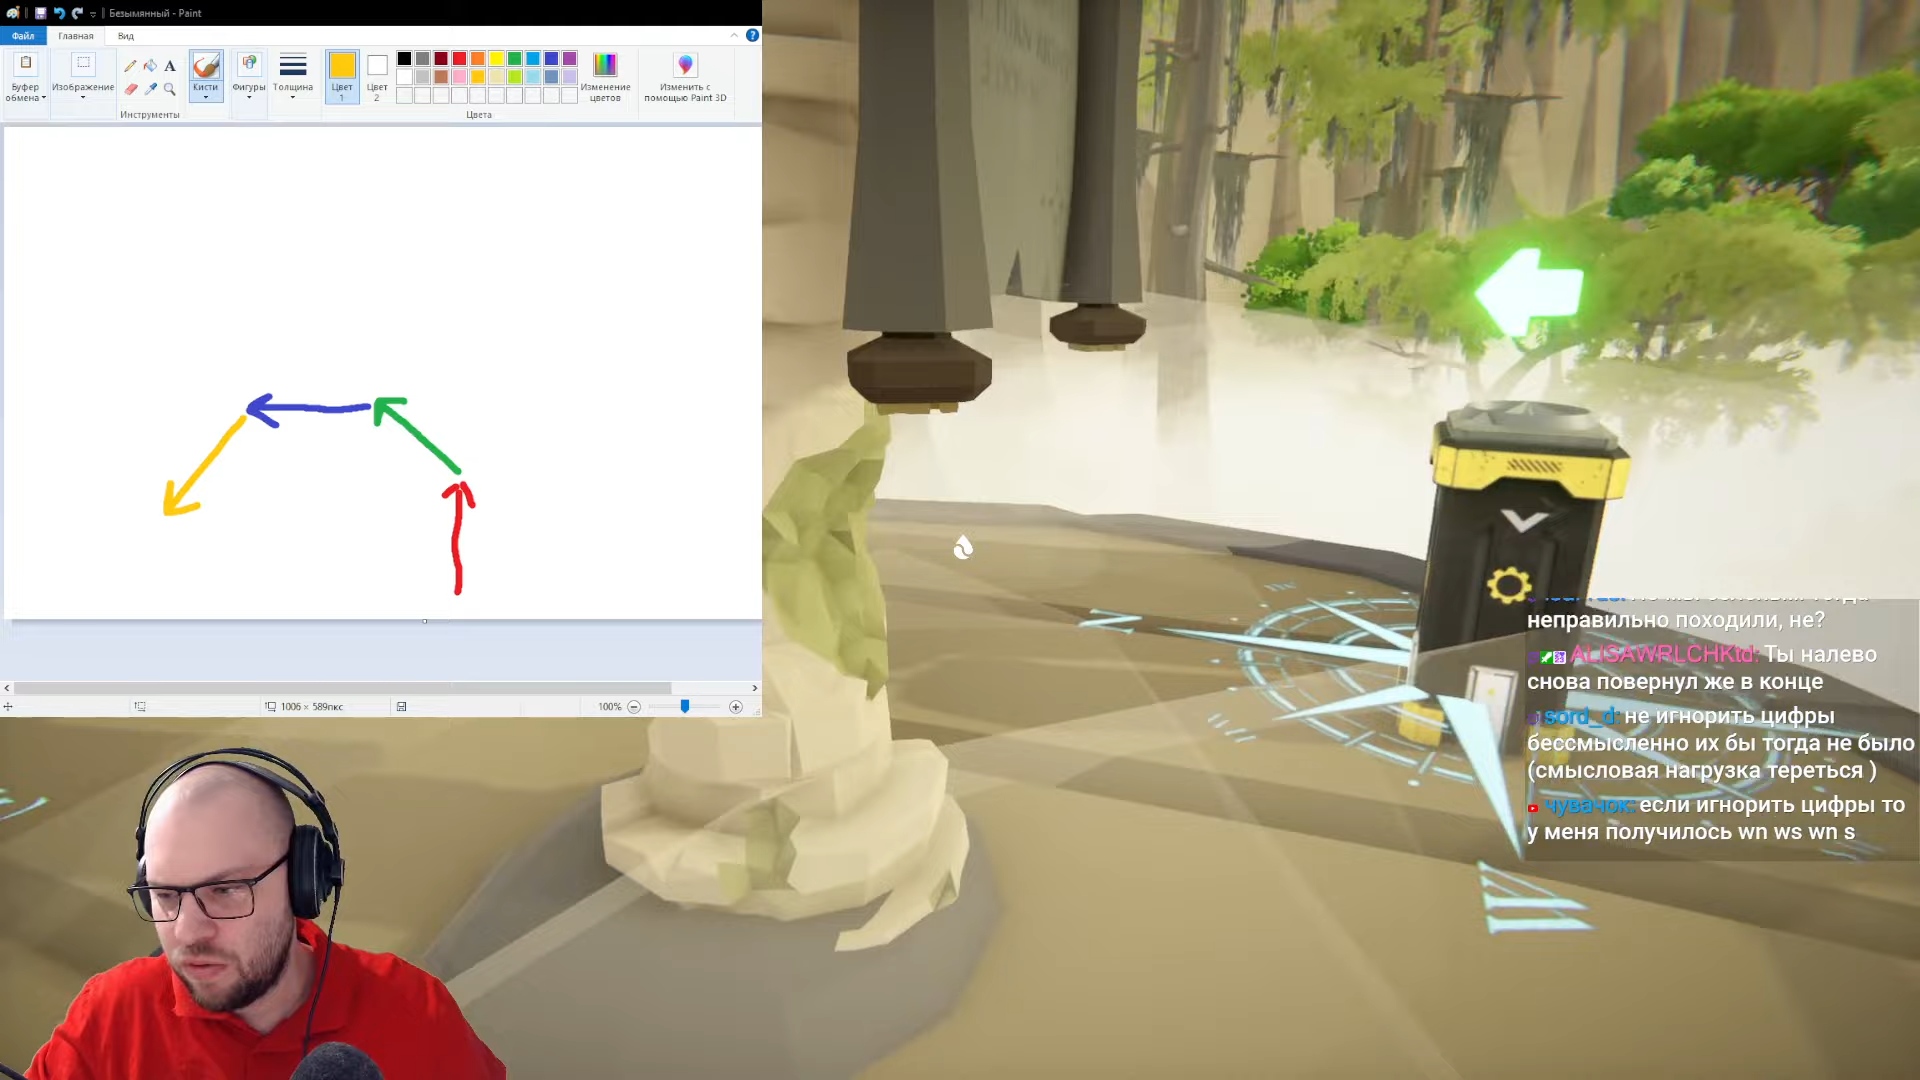 Безымянный - Paint
Файл Главная Вид
Буфер обмена
Изображение
Инструменты
Кисти
Фигуры
Толщина
Цвет 1
Цвет 2
Изменение цветов
Изменить с помощью Paint 3D
Цвета
1006 × 589пкс
100%
неправильно походили, не?
ALISAWRLCHKtd: Ты налево
снова повернул же в конце
sord_d: не игнорить цифры
бессмысленно их бы тогда не было
(смысловая нагрузка тереться )
чувачок: если игнорить цифры то
у меня получилось wn ws wn s